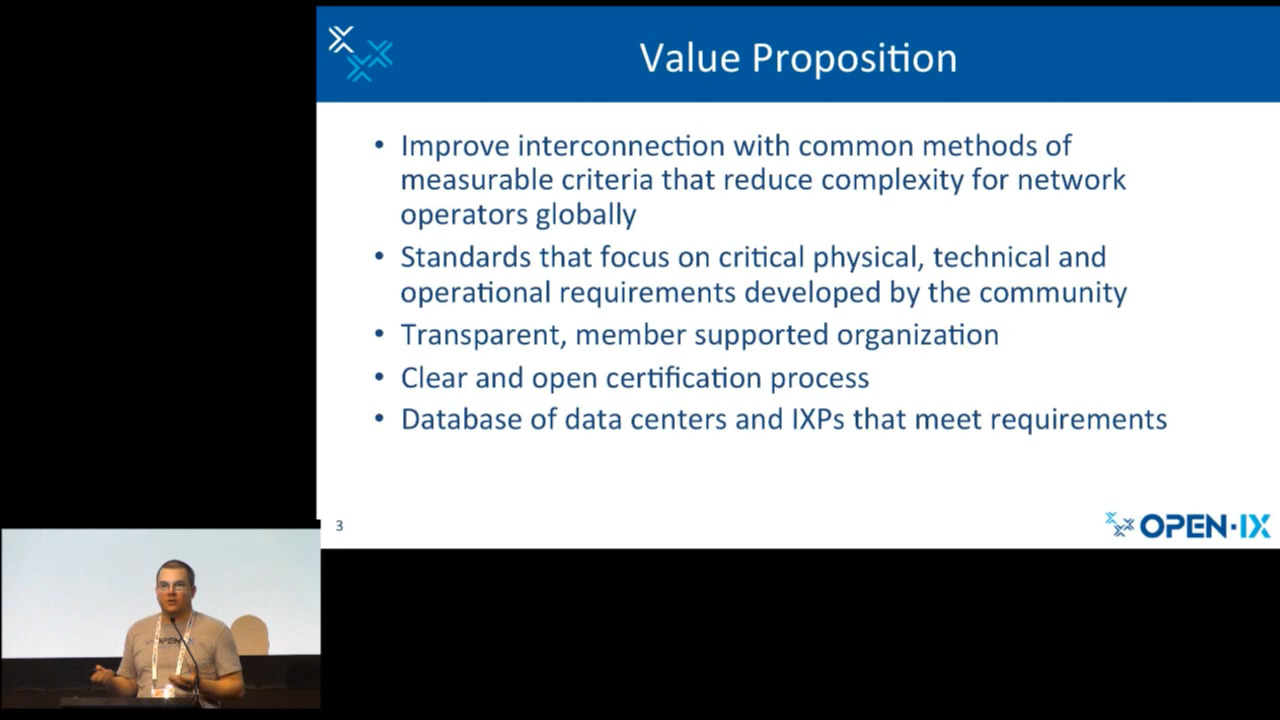 Value Proposition
• Improve interconnection with common methods of
measurable criteria that reduce complexity for network
operators globally
• Standards that focus on critical physical, technical and
operational requirements developed by the community
• Transparent, member supported organization
• Clear and open certification process
• Database of data centers and IXPs that meet requirements
3
OPEN·IX
OPEN-IX